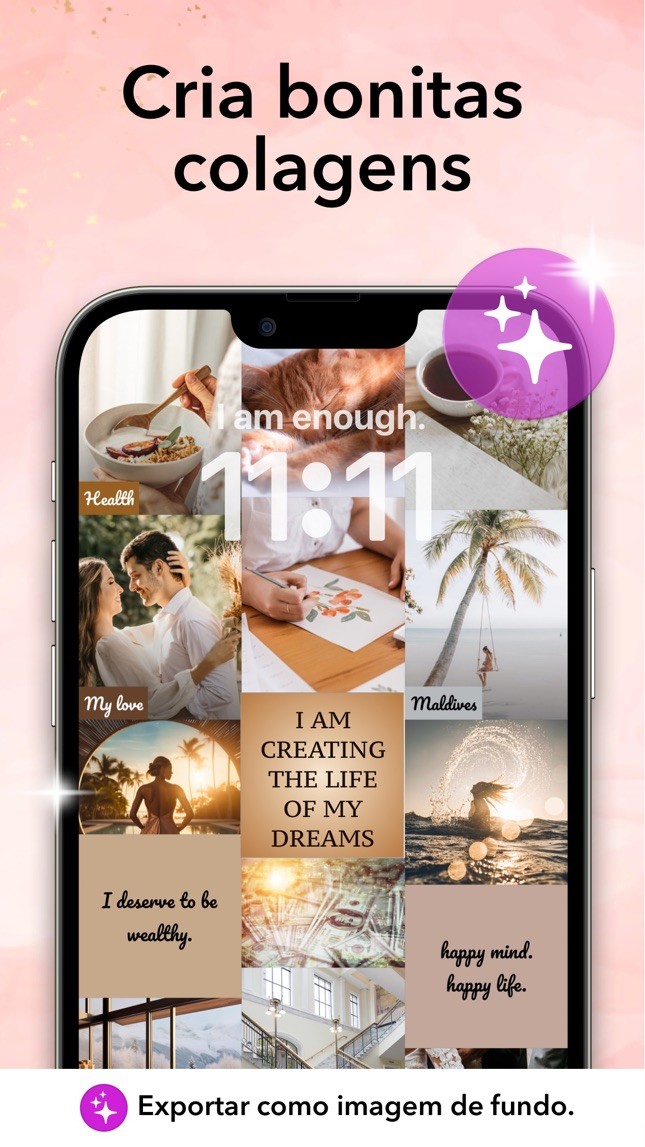 Cria bonitas
colagens
I am enough.
11:11
Health
My love
Maldives
I AM
CREATING
THE LIFE
OF MY
DREAMS
I deserve to be
wealthy.
happy mind.
happy life.
Exportar como imagem de fundo.